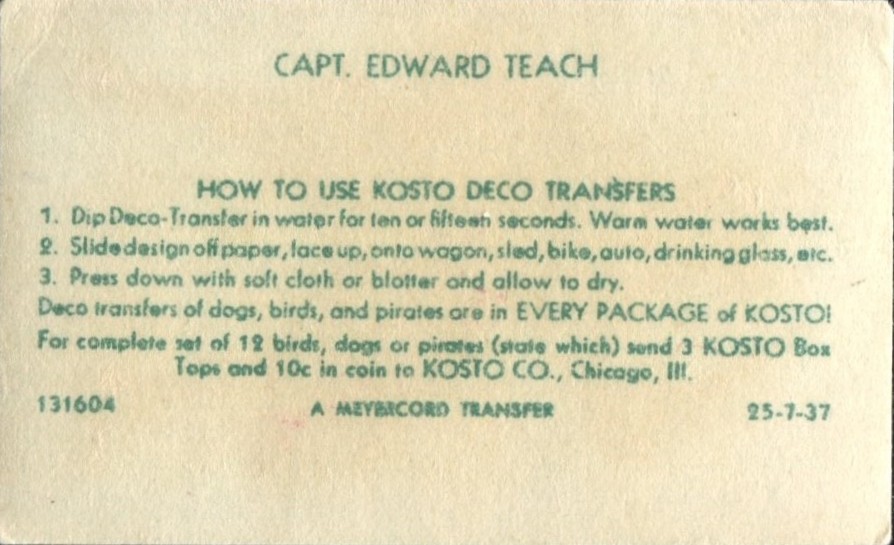 CAPT. EDWARD TEACH
HOW TO USE KOSTO DECO TRANSFERS
1. Dip Deco-Transfer in water for ten or fifteen seconds. Warm water works best.
2. Slide design off paper, face up, onto wagon, sled, bike, auto, drinking glass, etc.
3. Press down with soft cloth or blotter and allow to dry.
Deco transfers of dogs, birds, and pirates are in EVERY PACKAGE of KOSTO!
For complete set of 12 birds, dogs or pirates (state which) send 3 KOSTO Box
Tops and 10c in coin to KOSTO CO., Chicago, Ill.
131604 A MEYERCORD TRANSFER 25-7-37